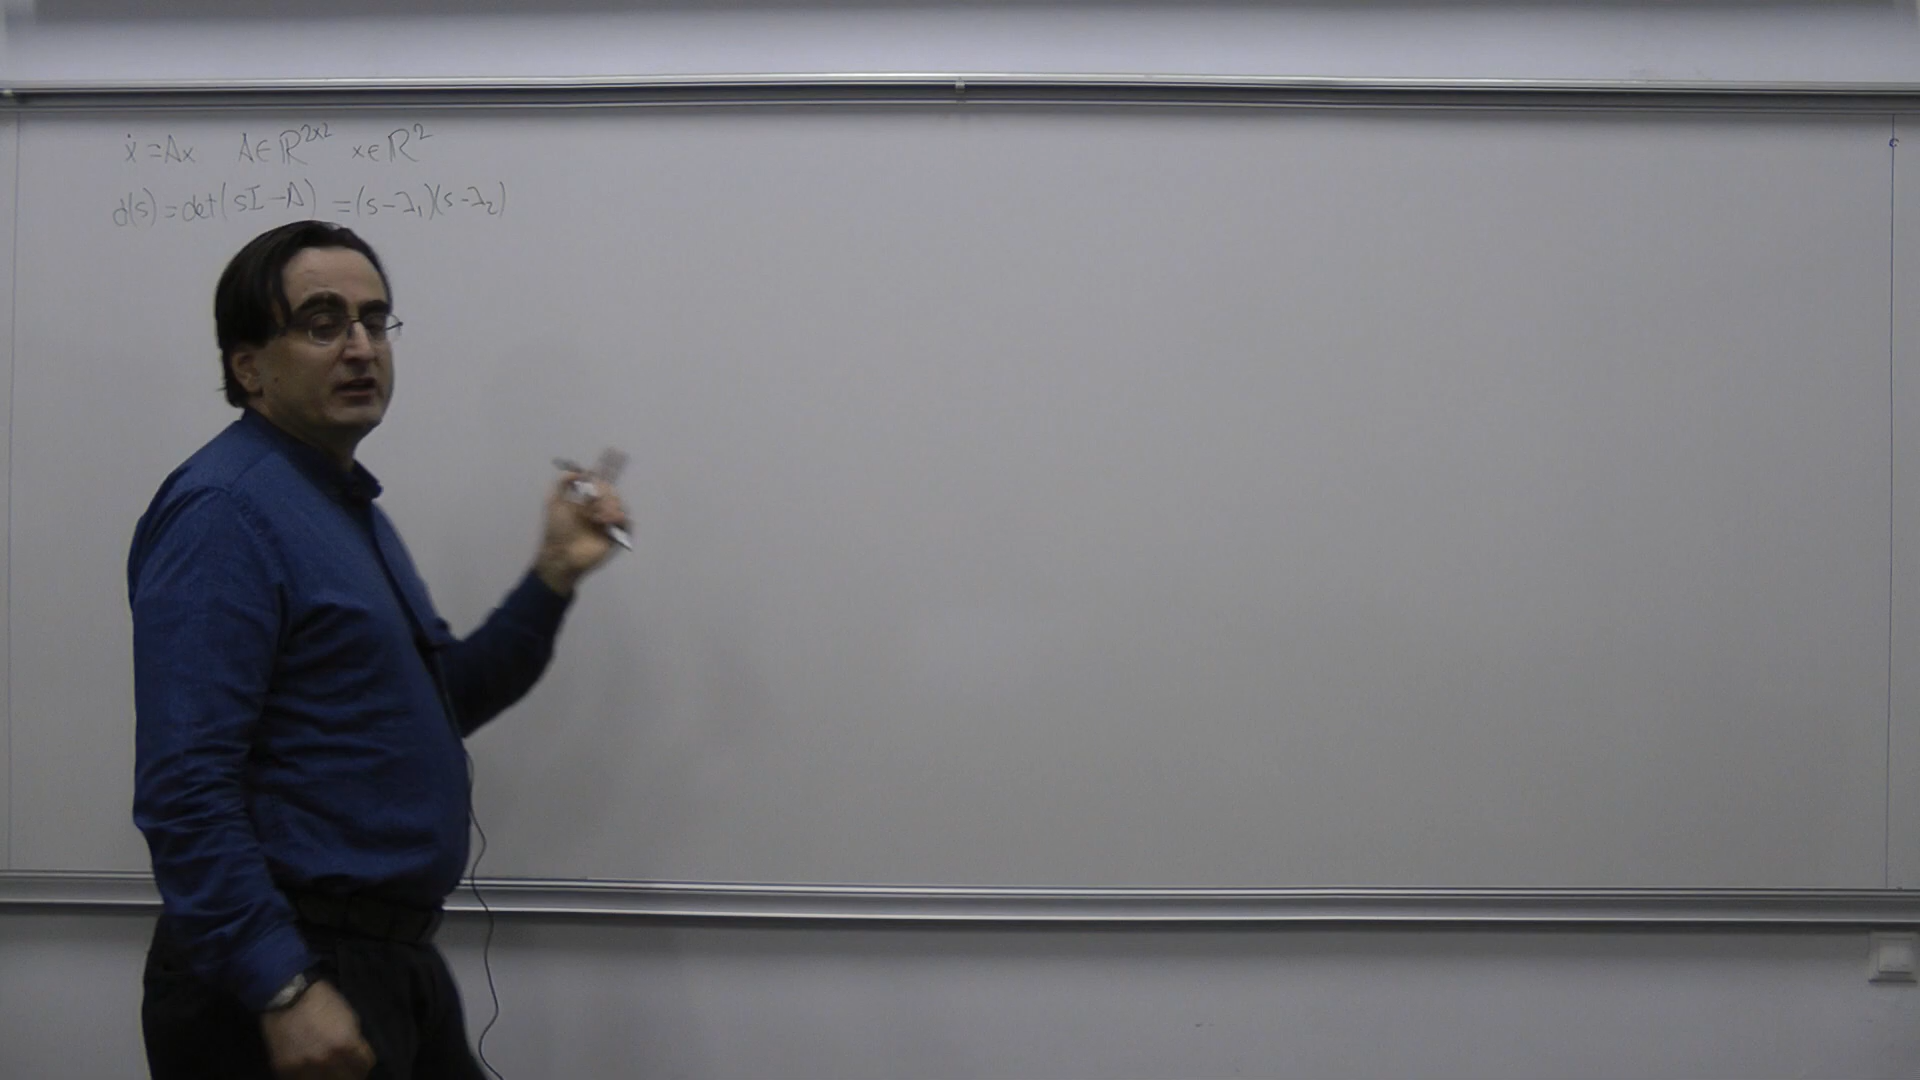 ẋ = Ax   A ∈ ℝ^{2x2}   x ∈ ℝ^2
d(s) = det(sI - A) = (s - λ₁)(s - λ₂)